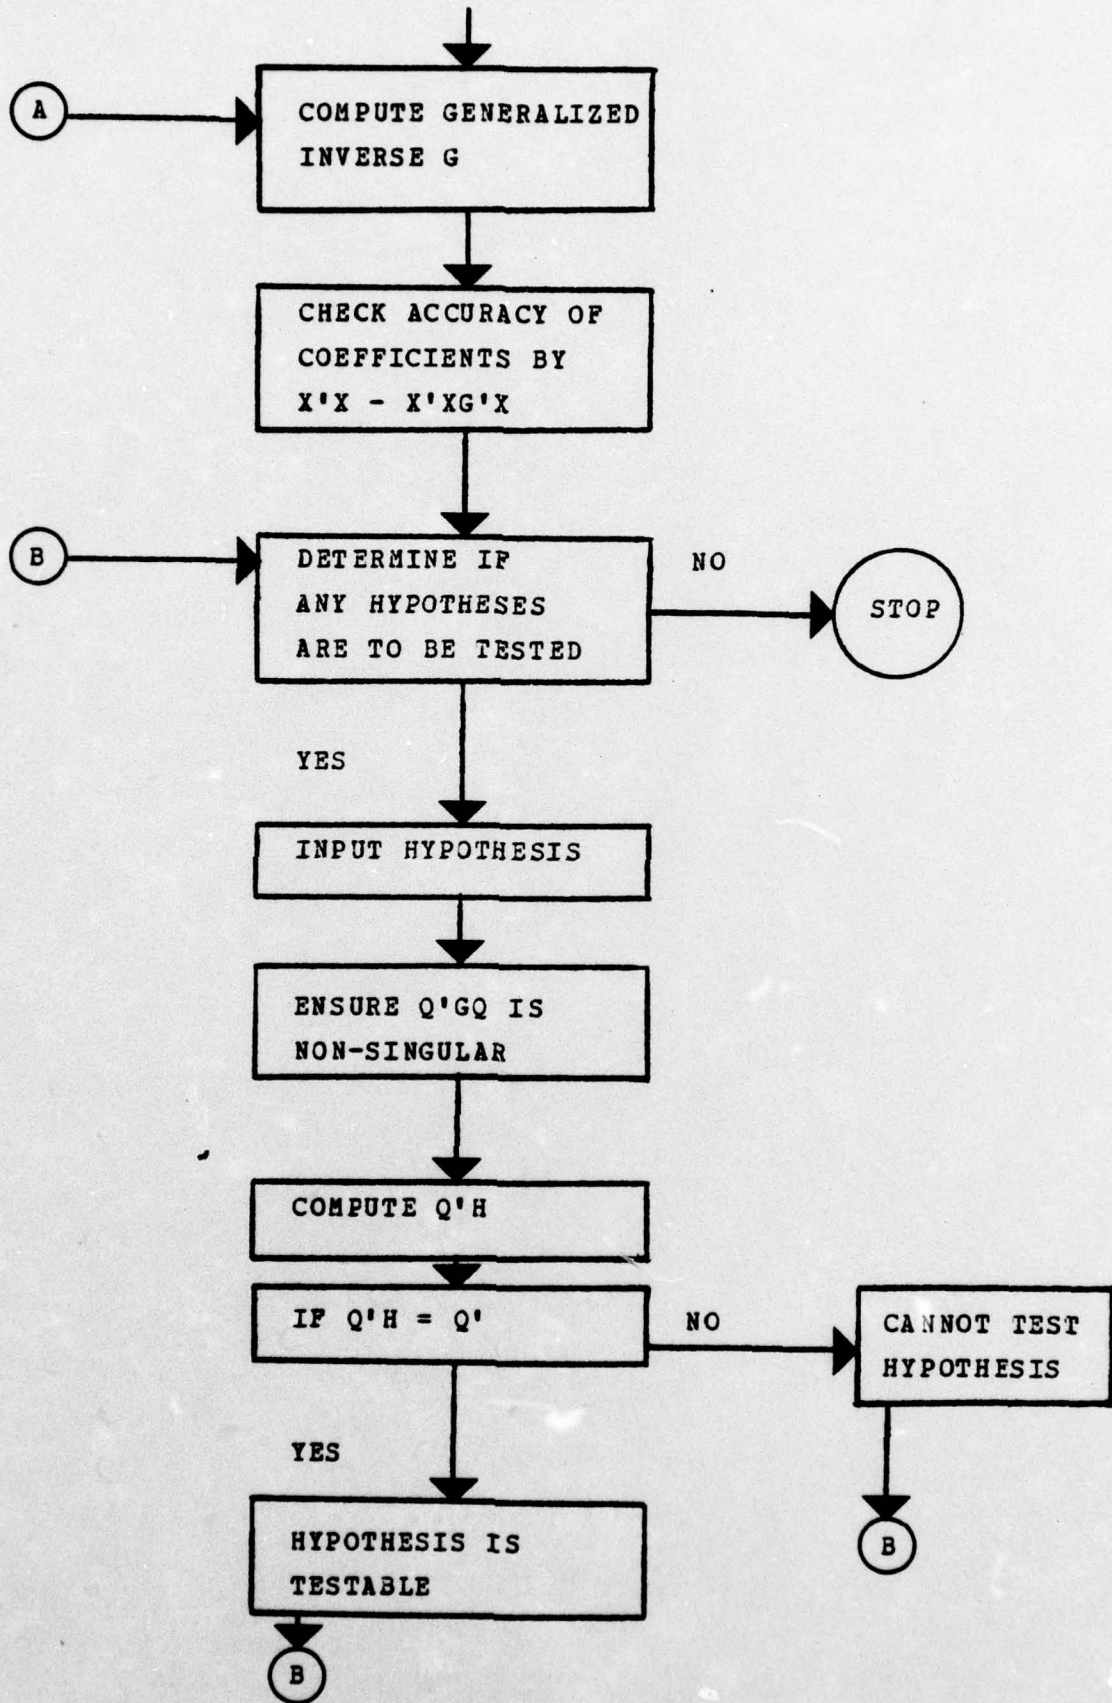 A
COMPUTE GENERALIZED
INVERSE G
CHECK ACCURACY OF
COEFFICIENTS BY
X'X - X'XG'X
B
DETERMINE IF
ANY HYPOTHESES
ARE TO BE TESTED
NO
STOP
YES
INPUT HYPOTHESIS
ENSURE Q'GQ IS
NON-SINGULAR
COMPUTE Q'H
IF Q'H = Q'
NO
CANNOT TEST
HYPOTHESIS
YES
B
HYPOTHESIS IS
TESTABLE
B